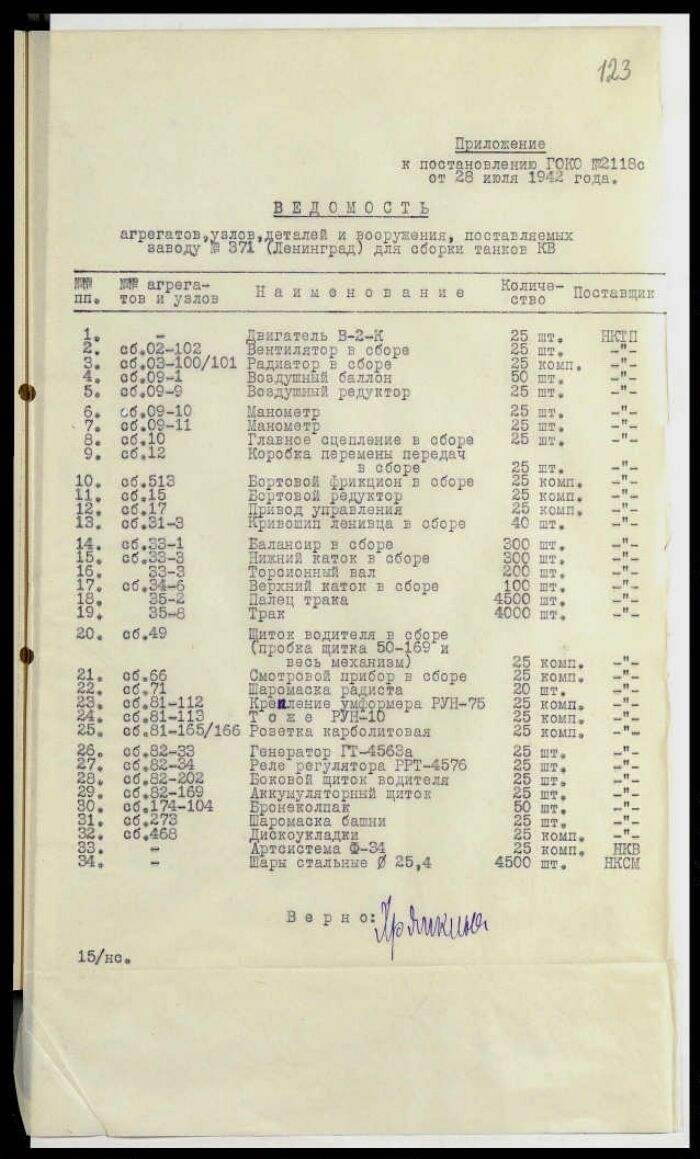 123
Приложение
к постановлению ГОКО №2118с
от 28 июля 1942 года.
ВЕДОМОСТЬ
агрегатов,узлов,деталей и вооружения, поставляемых
заводу № 371 (Ленинград) для сборки танков КВ
№№ пп. №№ агрега-тов и узлов Наименование Количе-ство Поставщик
1. - Двигатель В-2-К 25 шт. НКТП
2. сб.02-102 Вентилятор в сборе 25 шт. -"-
3. сб.03-100/101 Радиатор в сборе 25 комп. -"-
4. сб.09-1 Воздушный баллон 50 шт. -"-
5. сб.09-9 Воздушный редуктор 25 шт. -"-
6. сб.09-10 Манометр 25 шт. -"-
7. сб.09-11 Манометр 25 шт. -"-
8. сб.10 Главное сцепление в сборе 25 шт. -"-
9. сб.12 Коробка перемены передач
в сборе 25 шт. -"-
10. сб.513 Бортовой фрикцион в сборе 25 комп. -"-
11. сб.15 Бортовой редуктор 25 комп. -"-
12. сб.17 Привод управления 25 комп. -"-
13. сб.31-3 Кривошип ленивца в сборе 40 шт. -"-
14. сб.33-1 Балансир в сборе 300 шт. -"-
15. сб.33-3 Нижний каток в сборе 300 шт. -"-
16. 33-3 Торсионный вал 200 шт. -"-
17. сб.34-6 Верхний каток в сборе 100 шт. -"-
18. 35-2 Палец трака 4500 шт. -"-
19. 35-8 Трак 4000 шт. -"-
20. сб.49 Щиток водителя в сборе
(пробка щитка 50-169 и
весь механизм) 25 комп. -"-
21. сб.66 Смотровой прибор в сборе 25 комп. -"-
22. сб.71 Шаромаска радиста 20 шт. -"-
23. сб.81-112 Крепление умформера РУН-75 25 комп. -"-
24. сб.81-113 Т о ж е РУН-10 25 комп. -"-
25. сб.81-165/166 Розетка карболитовая 25 комп. -"-
26. сб.82-33 Генератор ГТ-4563а 25 шт. -"-
27. сб.82-34 Реле регулятора РРТ-4576 25 шт. -"-
28. сб.82-202 Боковой щиток водителя 25 шт. -"-
29. сб.82-169 Аккумуляторный щиток 25 шт. -"-
30. сб.174-104 Бронеколпак 50 шт. -"-
31. сб.273 Шаромаска башни 25 шт. -"-
32. сб.468 Дискоукладки 25 комп. -"-
33. - Артсистема Ф-34 25 комп. НКВ
34. - Шары стальные Ø 25,4 4500 шт. НКСМ
Верно: Хряпкина
15/нс.